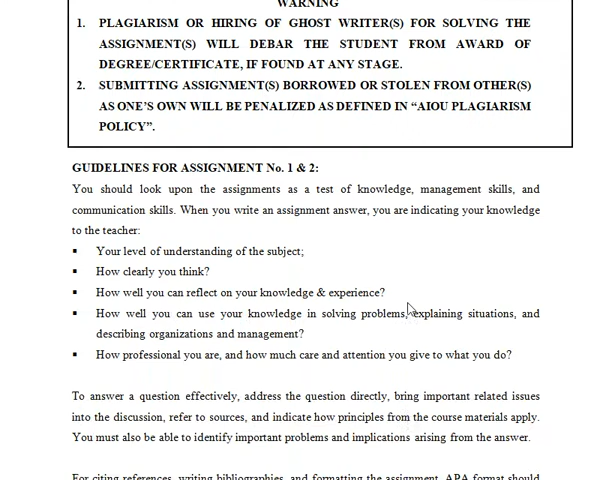 WARNING
1. PLAGIARISM OR HIRING OF GHOST WRITER(S) FOR SOLVING THE
ASSIGNMENT(S) WILL DEBAR THE STUDENT FROM AWARD OF
DEGREE/CERTIFICATE, IF FOUND AT ANY STAGE.
2. SUBMITTING ASSIGNMENT(S) BORROWED OR STOLEN FROM OTHER(S)
AS ONE'S OWN WILL BE PENALIZED AS DEFINED IN “AIOU PLAGIARISM
POLICY”.
GUIDELINES FOR ASSIGNMENT No. 1 & 2:
You should look upon the assignments as a test of knowledge, management skills, and
communication skills. When you write an assignment answer, you are indicating your knowledge
to the teacher:
▪ Your level of understanding of the subject;
▪ How clearly you think?
▪ How well you can reflect on your knowledge & experience?
▪ How well you can use your knowledge in solving problems, explaining situations, and
describing organizations and management?
▪ How professional you are, and how much care and attention you give to what you do?
To answer a question effectively, address the question directly, bring important related issues
into the discussion, refer to sources, and indicate how principles from the course materials apply.
You must also be able to identify important problems and implications arising from the answer.
For citing references, writing bibliographies, and formatting the assignment, APA format should